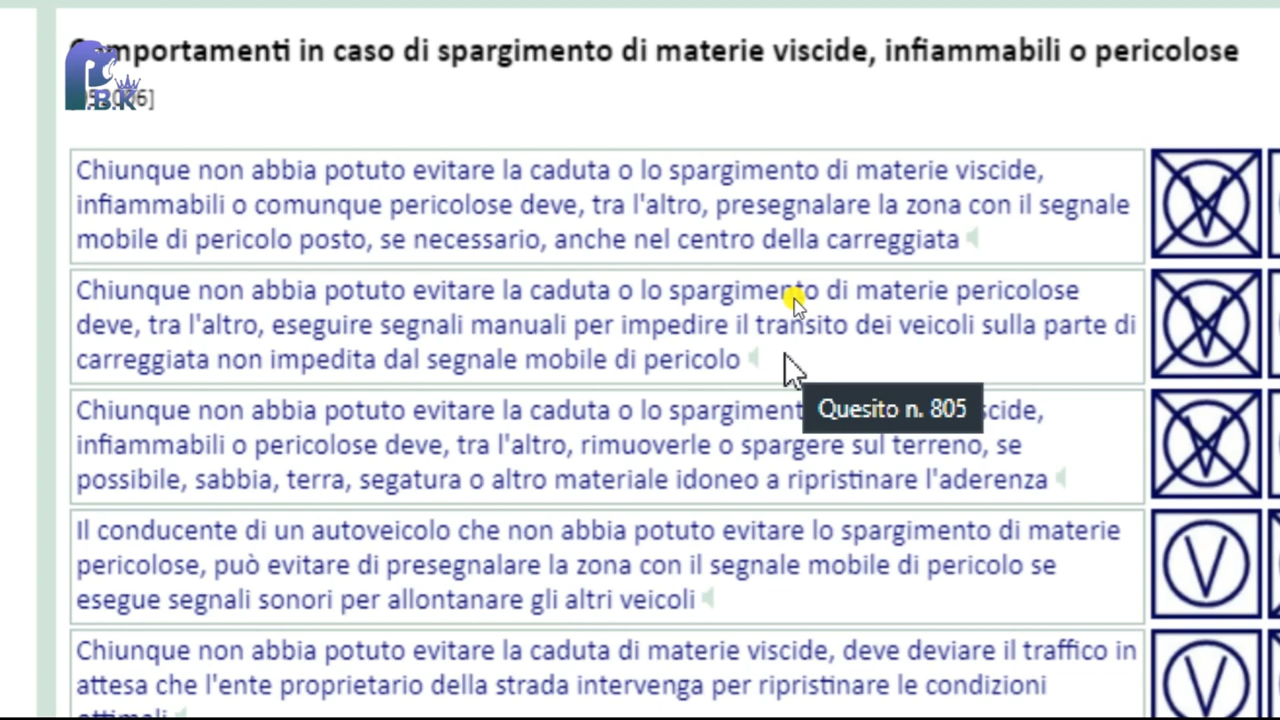 Comportamenti in caso di spargimento di materie viscide, infiammabili o pericolose
P.B.K
Chiunque non abbia potuto evitare la caduta o lo spargimento di materie viscide,
infiammabili o comunque pericolose deve, tra l'altro, presegnalare la zona con il segnale
mobile di pericolo posto, se necessario, anche nel centro della carreggiata
V
Chiunque non abbia potuto evitare la caduta o lo spargimento di materie pericolose
deve, tra l'altro, eseguire segnali manuali per impedire il transito dei veicoli sulla parte di
carreggiata non impedita dal segnale mobile di pericolo
V
Quesito n. 805
Chiunque non abbia potuto evitare la caduta o lo spargiment scide,
infiammabili o pericolose deve, tra l'altro, rimuoverle o spargere sul terreno, se
possibile, sabbia, terra, segatura o altro materiale idoneo a ripristinare l'aderenza
V
Il conducente di un autoveicolo che non abbia potuto evitare lo spargimento di materie
pericolose, può evitare di presegnalare la zona con il segnale mobile di pericolo se
esegue segnali sonori per allontanare gli altri veicoli
V
Chiunque non abbia potuto evitare la caduta di materie viscide, deve deviare il traffico in
attesa che l'ente proprietario della strada intervenga per ripristinare le condizioni
V